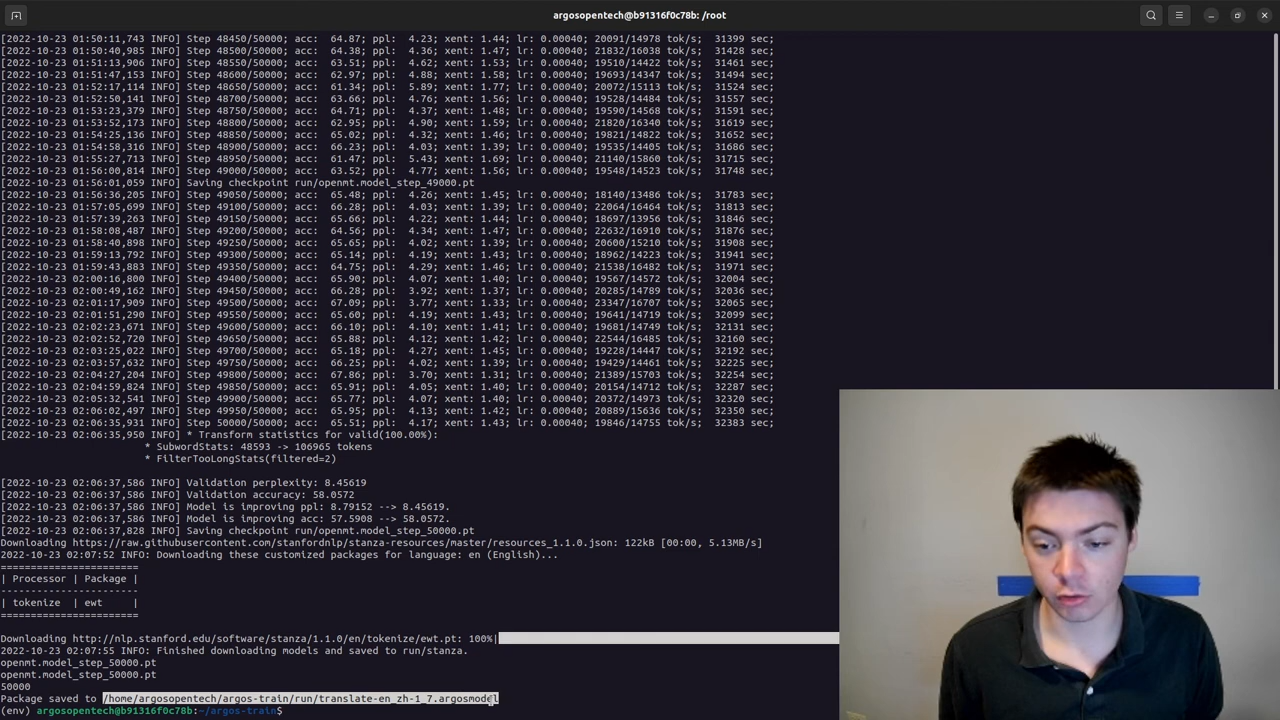 argosopentech@b91316f0c78b: /root
[2022-10-23 01:50:11,743 INFO] Step 48450/50000; acc:  64.87; ppl:  4.23; xent: 1.44; lr: 0.00040; 20091/14978 tok/s;  31399 sec;
[2022-10-23 01:50:40,985 INFO] Step 48500/50000; acc:  64.38; ppl:  4.36; xent: 1.47; lr: 0.00040; 21832/16038 tok/s;  31428 sec;
[2022-10-23 01:51:13,906 INFO] Step 48550/50000; acc:  63.51; ppl:  4.62; xent: 1.53; lr: 0.00040; 19510/14422 tok/s;  31461 sec;
[2022-10-23 01:51:47,153 INFO] Step 48600/50000; acc:  62.97; ppl:  4.88; xent: 1.58; lr: 0.00040; 19693/14347 tok/s;  31494 sec;
[2022-10-23 01:52:17,114 INFO] Step 48650/50000; acc:  61.34; ppl:  5.89; xent: 1.77; lr: 0.00040; 20072/15113 tok/s;  31524 sec;
[2022-10-23 01:52:50,141 INFO] Step 48700/50000; acc:  63.66; ppl:  4.76; xent: 1.56; lr: 0.00040; 19528/14484 tok/s;  31557 sec;
[2022-10-23 01:53:23,379 INFO] Step 48750/50000; acc:  64.71; ppl:  4.37; xent: 1.48; lr: 0.00040; 19590/14568 tok/s;  31591 sec;
[2022-10-23 01:53:52,173 INFO] Step 48800/50000; acc:  62.95; ppl:  4.90; xent: 1.59; lr: 0.00040; 21820/16340 tok/s;  31619 sec;
[2022-10-23 01:54:25,136 INFO] Step 48850/50000; acc:  65.02; ppl:  4.32; xent: 1.46; lr: 0.00040; 19821/14822 tok/s;  31652 sec;
[2022-10-23 01:54:58,316 INFO] Step 48900/50000; acc:  66.23; ppl:  4.03; xent: 1.39; lr: 0.00040; 19535/14405 tok/s;  31686 sec;
[2022-10-23 01:55:27,713 INFO] Step 48950/50000; acc:  61.47; ppl:  5.43; xent: 1.69; lr: 0.00040; 21140/15860 tok/s;  31715 sec;
[2022-10-23 01:56:00,814 INFO] Step 49000/50000; acc:  63.52; ppl:  4.77; xent: 1.56; lr: 0.00040; 19548/14523 tok/s;  31748 sec;
[2022-10-23 01:56:01,059 INFO] Saving checkpoint run/openmt.model_step_49000.pt
[2022-10-23 01:56:36,205 INFO] Step 49050/50000; acc:  65.48; ppl:  4.26; xent: 1.45; lr: 0.00040; 18140/13486 tok/s;  31783 sec;
[2022-10-23 01:57:05,699 INFO] Step 49100/50000; acc:  66.28; ppl:  4.03; xent: 1.39; lr: 0.00040; 22064/16464 tok/s;  31813 sec;
[2022-10-23 01:57:39,263 INFO] Step 49150/50000; acc:  65.66; ppl:  4.22; xent: 1.44; lr: 0.00040; 18697/13956 tok/s;  31846 sec;
[2022-10-23 01:58:08,487 INFO] Step 49200/50000; acc:  64.56; ppl:  4.34; xent: 1.47; lr: 0.00040; 22632/16910 tok/s;  31876 sec;
[2022-10-23 01:58:40,898 INFO] Step 49250/50000; acc:  65.65; ppl:  4.02; xent: 1.39; lr: 0.00040; 20600/15210 tok/s;  31908 sec;
[2022-10-23 01:59:13,792 INFO] Step 49300/50000; acc:  65.14; ppl:  4.19; xent: 1.43; lr: 0.00040; 18962/14223 tok/s;  31941 sec;
[2022-10-23 01:59:43,883 INFO] Step 49350/50000; acc:  64.75; ppl:  4.29; xent: 1.46; lr: 0.00040; 21538/16482 tok/s;  31971 sec;
[2022-10-23 02:00:16,800 INFO] Step 49400/50000; acc:  65.90; ppl:  4.07; xent: 1.40; lr: 0.00040; 19567/14572 tok/s;  32004 sec;
[2022-10-23 02:00:49,162 INFO] Step 49450/50000; acc:  66.28; ppl:  3.92; xent: 1.37; lr: 0.00040; 20285/14789 tok/s;  32036 sec;
[2022-10-23 02:01:17,909 INFO] Step 49500/50000; acc:  67.09; ppl:  3.77; xent: 1.33; lr: 0.00040; 23347/16707 tok/s;  32065 sec;
[2022-10-23 02:01:51,290 INFO] Step 49550/50000; acc:  65.60; ppl:  4.19; xent: 1.43; lr: 0.00040; 19641/14719 tok/s;  32099 sec;
[2022-10-23 02:02:23,671 INFO] Step 49600/50000; acc:  66.10; ppl:  4.10; xent: 1.41; lr: 0.00040; 19681/14749 tok/s;  32131 sec;
[2022-10-23 02:02:52,720 INFO] Step 49650/50000; acc:  65.88; ppl:  4.12; xent: 1.42; lr: 0.00040; 22544/16485 tok/s;  32160 sec;
[2022-10-23 02:03:25,022 INFO] Step 49700/50000; acc:  65.18; ppl:  4.27; xent: 1.45; lr: 0.00040; 19228/14447 tok/s;  32192 sec;
[2022-10-23 02:03:57,632 INFO] Step 49750/50000; acc:  66.25; ppl:  4.02; xent: 1.39; lr: 0.00040; 19429/14461 tok/s;  32225 sec;
[2022-10-23 02:04:27,204 INFO] Step 49800/50000; acc:  67.86; ppl:  3.70; xent: 1.31; lr: 0.00040; 21389/15703 tok/s;  32254 sec;
[2022-10-23 02:04:59,824 INFO] Step 49850/50000; acc:  65.91; ppl:  4.05; xent: 1.40; lr: 0.00040; 20154/14712 tok/s;  32287 sec;
[2022-10-23 02:05:32,541 INFO] Step 49900/50000; acc:  65.77; ppl:  4.07; xent: 1.40; lr: 0.00040; 20372/14973 tok/s;  32320 sec;
[2022-10-23 02:06:02,497 INFO] Step 49950/50000; acc:  65.95; ppl:  4.13; xent: 1.42; lr: 0.00040; 20889/15636 tok/s;  32350 sec;
[2022-10-23 02:06:35,931 INFO] Step 50000/50000; acc:  65.51; ppl:  4.17; xent: 1.43; lr: 0.00040; 19846/14755 tok/s;  32383 sec;
[2022-10-23 02:06:35,950 INFO] * Transform statistics for valid(100.00%):
* SubwordStats: 48593 -> 106965 tokens
* FilterTooLongStats(filtered=2)
[2022-10-23 02:06:37,586 INFO] Validation perplexity: 8.45619
[2022-10-23 02:06:37,586 INFO] Validation accuracy: 58.0572
[2022-10-23 02:06:37,586 INFO] Model is improving ppl: 8.79152 --> 8.45619.
[2022-10-23 02:06:37,586 INFO] Model is improving acc: 57.5908 --> 58.0572.
[2022-10-23 02:06:37,828 INFO] Saving checkpoint run/openmt.model_step_50000.pt
Downloading https://raw.githubusercontent.com/stanfordnlp/stanza-resources/master/resources_1.1.0.json: 122kB [00:00, 5.13MB/s]
2022-10-23 02:07:52 INFO: Downloading these customized packages for language: en (English)...
=======================
| Processor | Package |
-----------------------
| tokenize  | ewt     |
=======================
Downloading http://nlp.stanford.edu/software/stanza/1.1.0/en/tokenize/ewt.pt: 100%|
2022-10-23 02:07:55 INFO: Finished downloading models and saved to run/stanza.
openmt.model_step_50000.pt
openmt.model_step_50000.pt
50000
Package saved to /home/argosopentech/argos-train/run/translate-en_zh-1_7.argosmodel
(env) argosopentech@b91316f0c78b:~/argos-train$